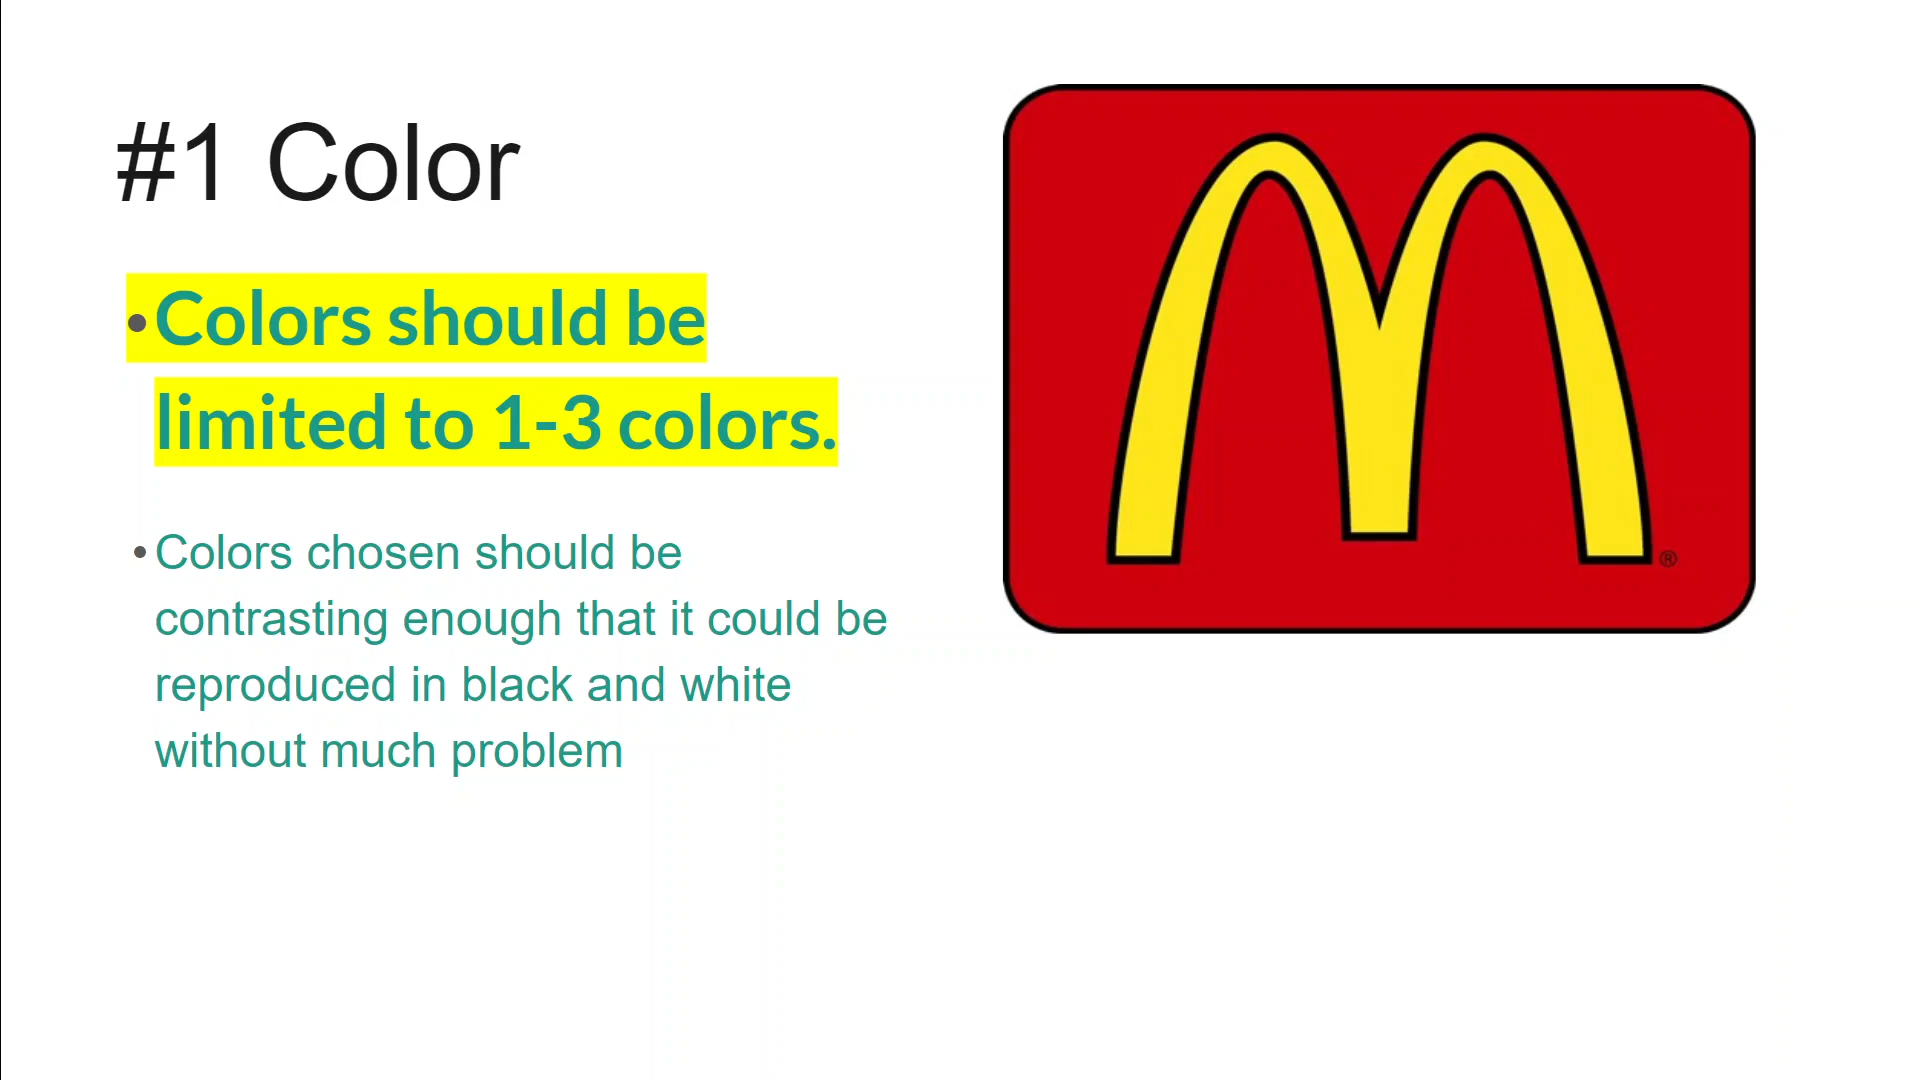 #1 Color
• Colors should be
limited to 1-3 colors.
• Colors chosen should be
contrasting enough that it could be
reproduced in black and white
without much problem
®